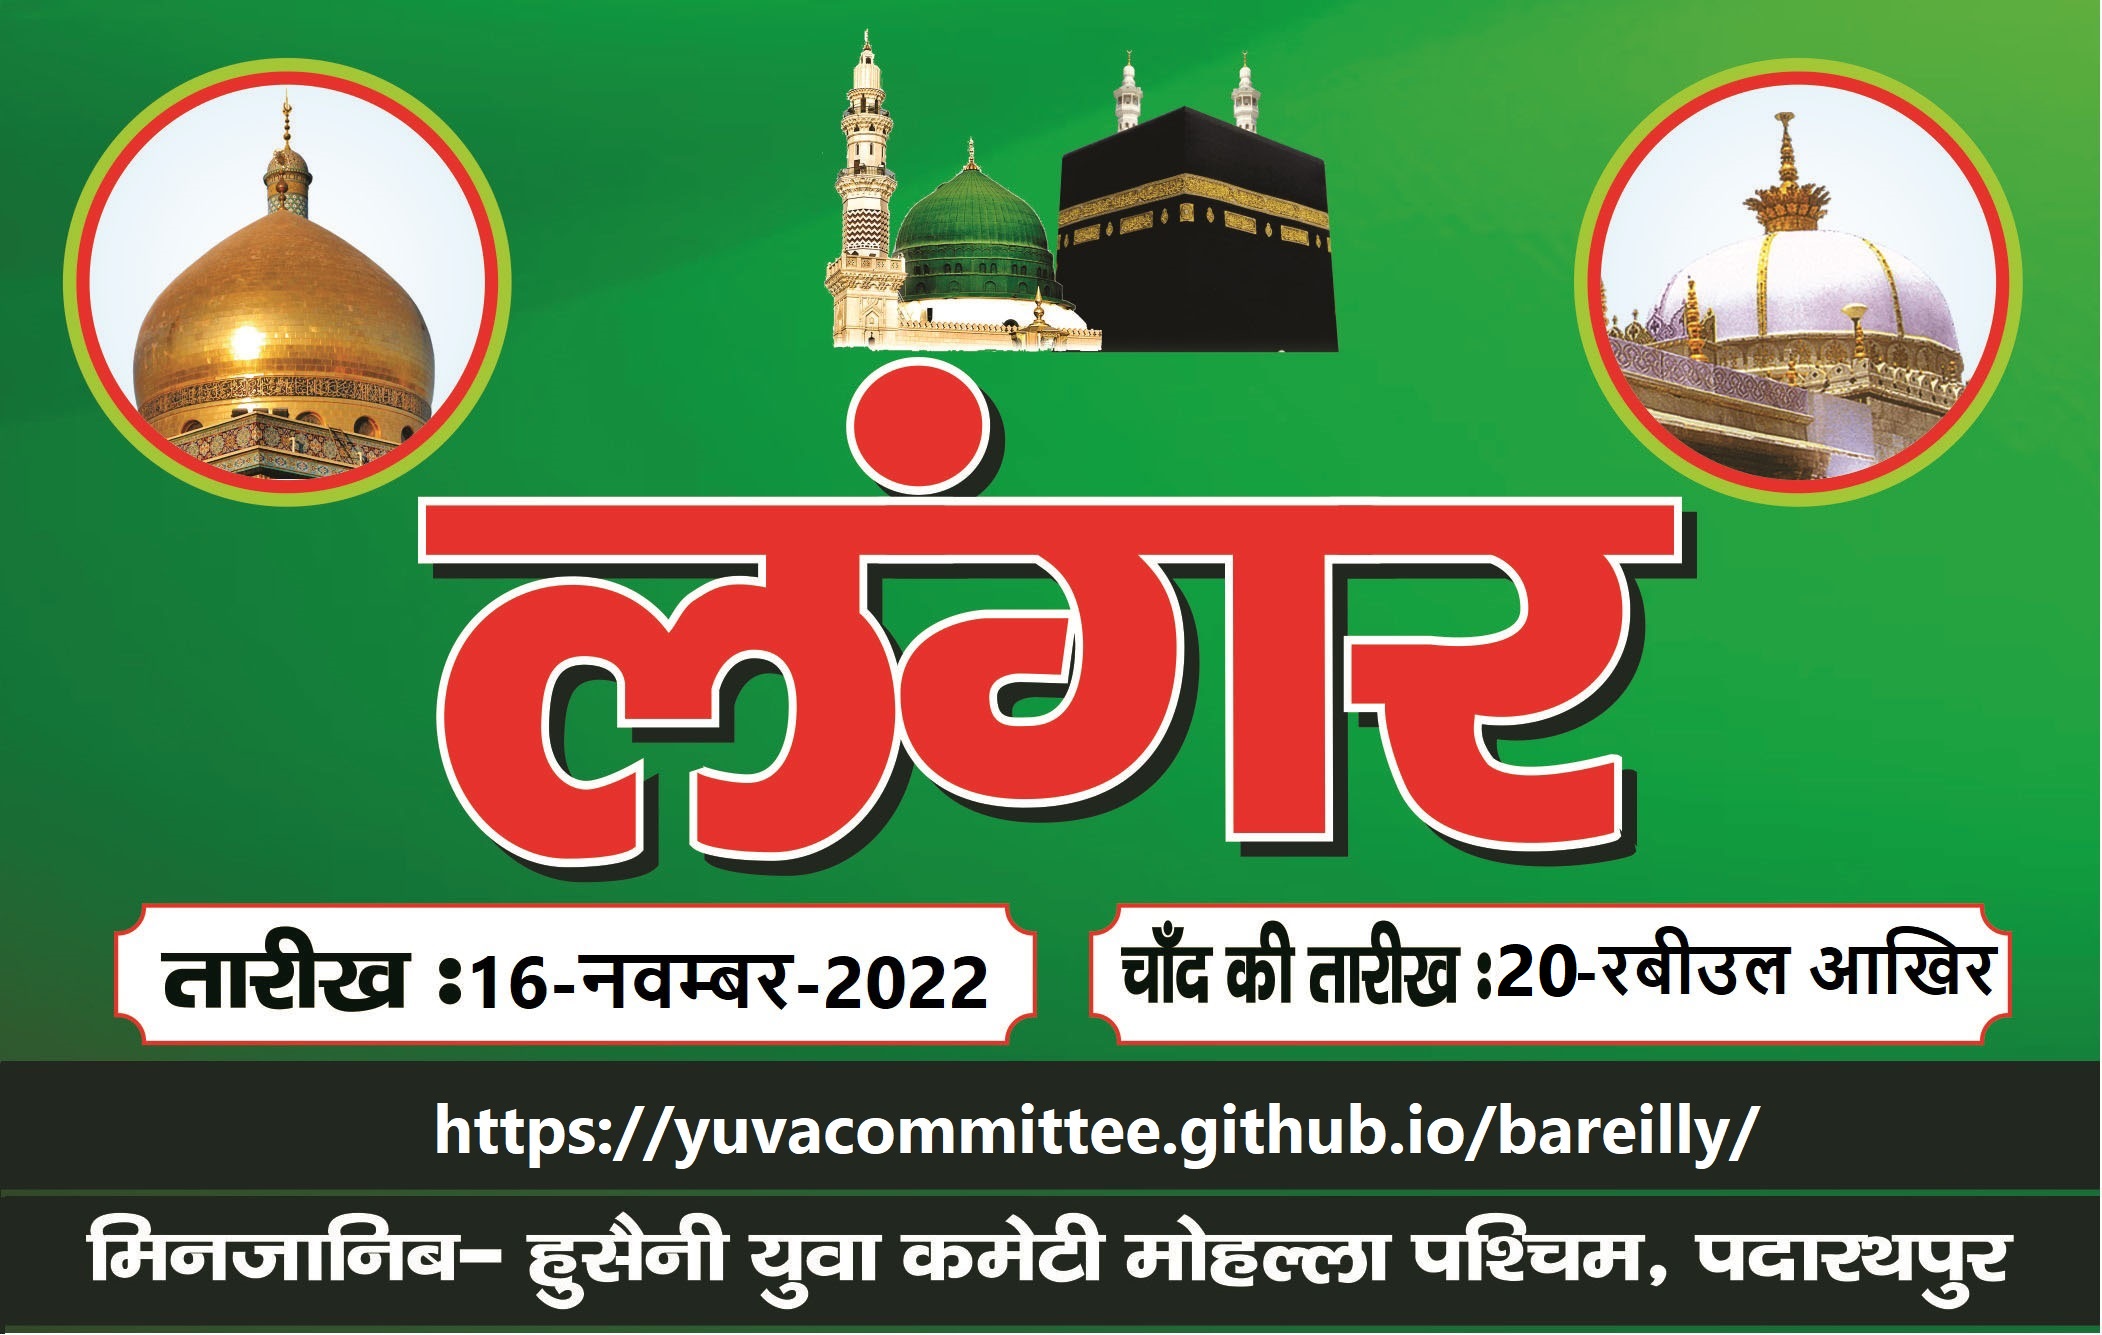 लंगर
तारीख :16-नवम्बर-2022
चाँद की तारीख :20-रबीउल आखिर
https://yuvacommittee.github.io/bareilly/
मिनजानिब– हुसैनी युवा कमेटी मोहल्ला पश्चिम, पदारथपुर